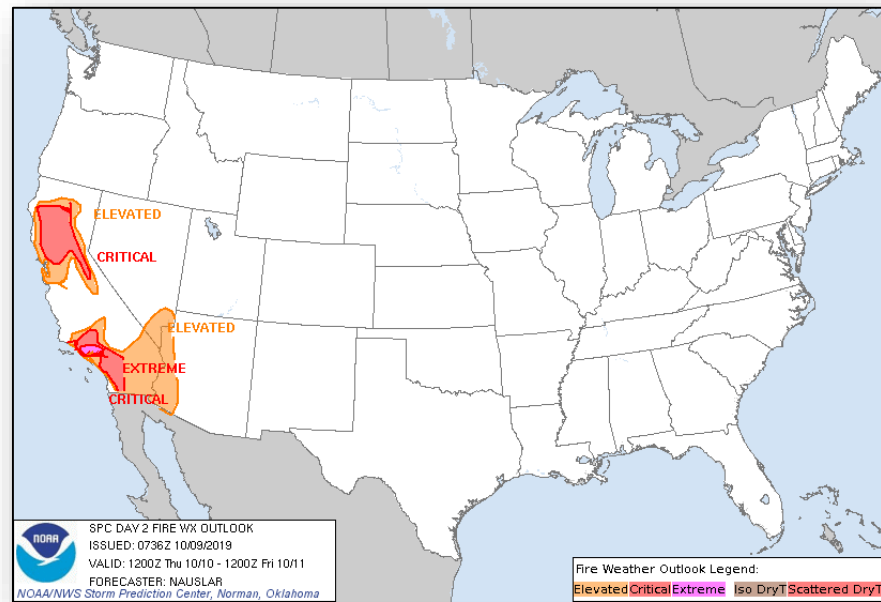 ELEVATED
CRITICAL
ELEVATED
EXTREME
CRITICAL
NOAA
SPC DAY 2 FIRE WX OUTLOOK
ISSUED: 0736Z 10/09/2019
VALID: 1200Z Thu 10/10 - 1200Z Fri 10/11
FORECASTER: NAUSLAR
NOAA/NWS Storm Prediction Center, Norman, Oklahoma
Fire Weather Outlook Legend:
Elevated Critical Extreme Iso DryT Scattered DryT